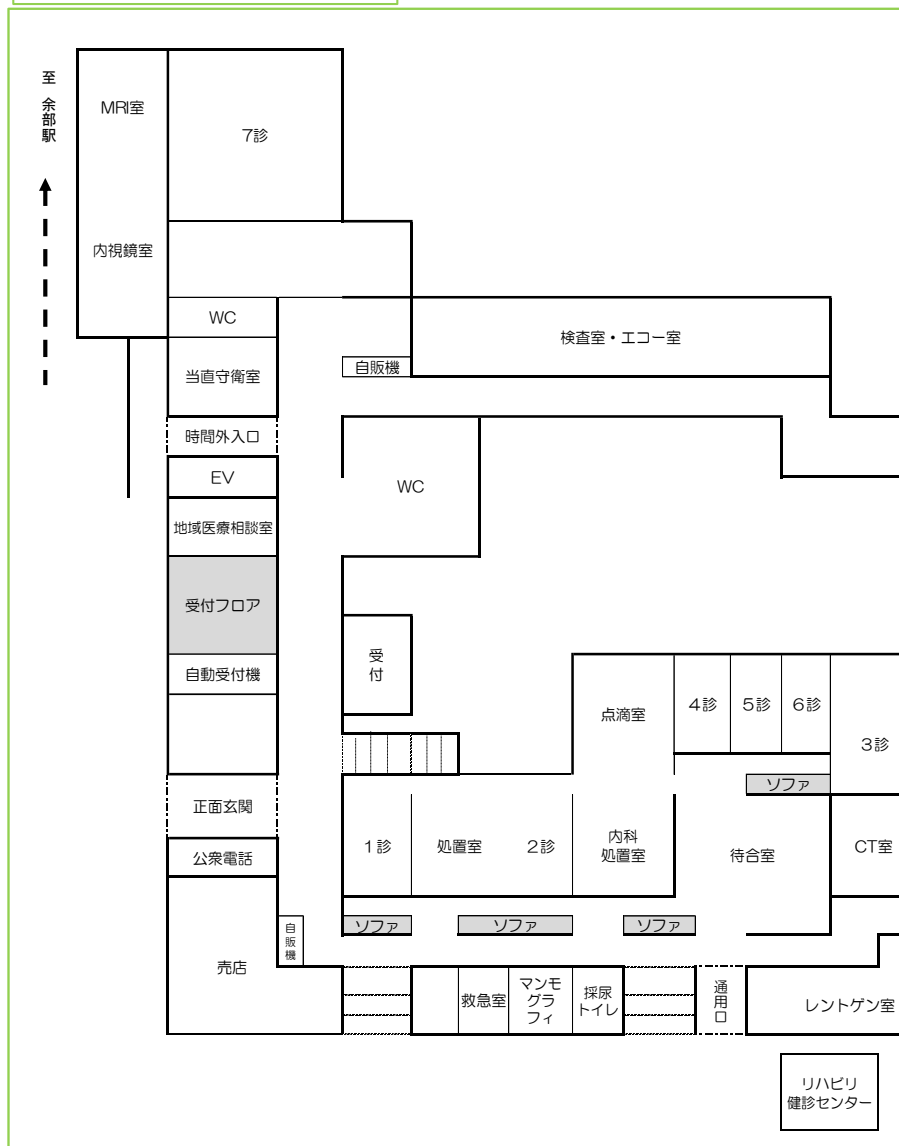 至 余部駅
MRI室
7診
内視鏡室
WC
検査室・エコー室
自販機
当直守衛室
時間外入口
EV
WC
地域医療相談室
受付フロア
受付
自動受付機
点滴室
4診
5診
6診
3診
ソファ
正面玄関
1診
処置室
2診
内科
処置室
待合室
CT室
公衆電話
ソファ
ソファ
ソファ
自販機
売店
救急室
マンモ
グラ
フィ
採尿
トイレ
通用口
レントゲン室
リハビリ
健診センター